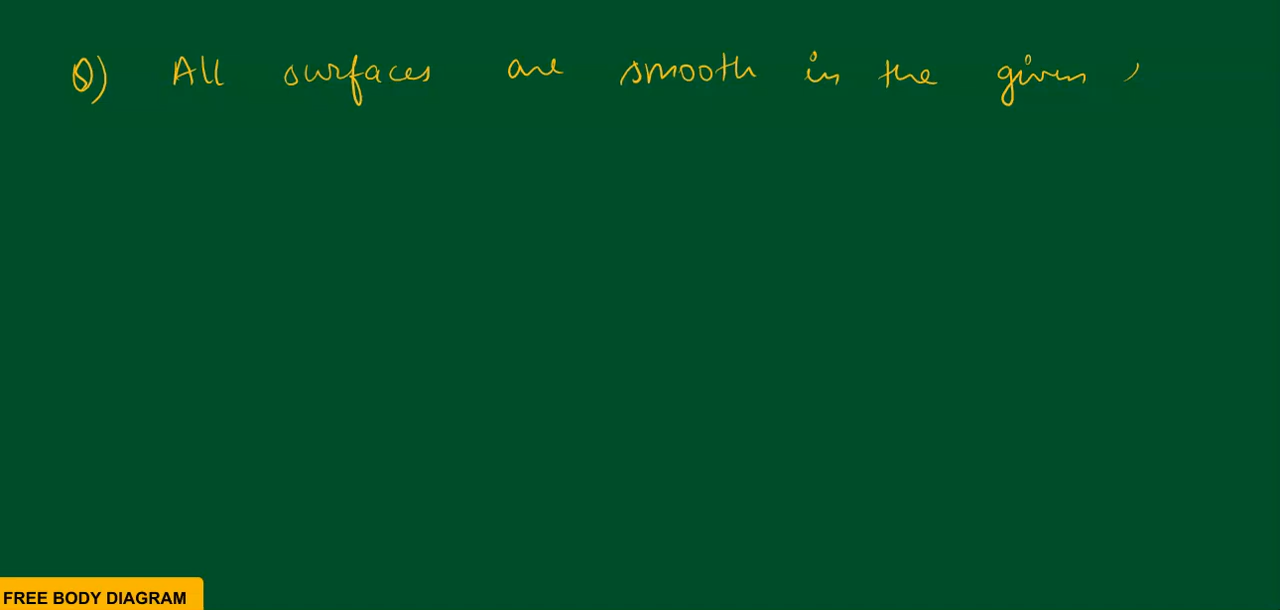 Q) All surfaces are smooth in the given
FREE BODY DIAGRAM